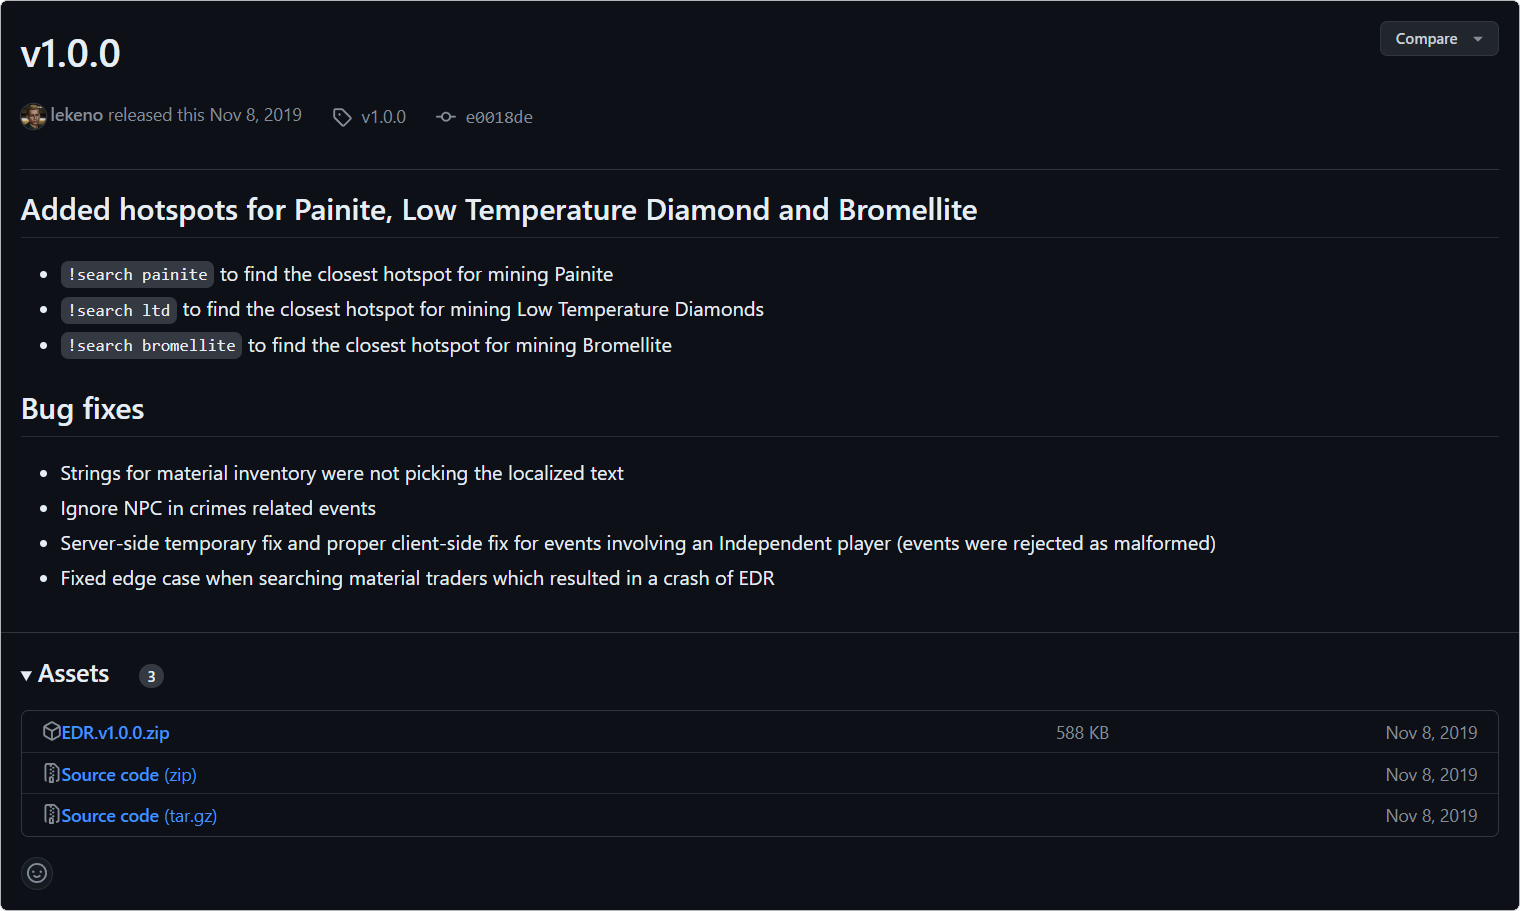 v1.0.0
Compare
lekeno released this Nov 8, 2019 v1.0.0 e0018de
Added hotspots for Painite, Low Temperature Diamond and Bromellite
!search painite to find the closest hotspot for mining Painite
!search ltd to find the closest hotspot for mining Low Temperature Diamonds
!search bromellite to find the closest hotspot for mining Bromellite
Bug fixes
Strings for material inventory were not picking the localized text
Ignore NPC in crimes related events
Server-side temporary fix and proper client-side fix for events involving an Independent player (events were rejected as malformed)
Fixed edge case when searching material traders which resulted in a crash of EDR
Assets 3
EDR.v1.0.0.zip 588 KB Nov 8, 2019
Source code (zip) Nov 8, 2019
Source code (tar.gz) Nov 8, 2019